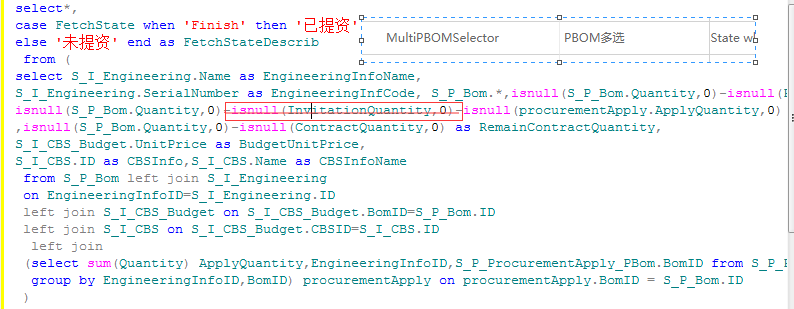 select*,
case FetchState when 'Finish' then '已提资'
else '未提资' end as FetchStateDescrib
MultiPBOMSelector PBOM多选 State
from (
select S_I_Engineering.Name as EngineeringInfoName,
S_I_Engineering.SerialNumber as EngineeringInfCode, S_P_Bom.*,isnull(S_P_Bom.Quantity,0)-isnull(
isnull(S_P_Bom.Quantity,0)-isnull(InvitationQuantity,0)-isnull(procurementApply.ApplyQuantity,0)
,isnull(S_P_Bom.Quantity,0)-isnull(ContractQuantity,0) as RemainContractQuantity,
S_I_CBS_Budget.UnitPrice as BudgetUnitPrice,
S_I_CBS.ID as CBSInfo,S_I_CBS.Name as CBSInfoName
from S_P_Bom left join S_I_Engineering
on EngineeringInfoID=S_I_Engineering.ID
left join S_I_CBS_Budget on S_I_CBS_Budget.BomID=S_P_Bom.ID
left join S_I_CBS on S_I_CBS_Budget.CBSID=S_I_CBS.ID
left join
(select sum(Quantity) ApplyQuantity,EngineeringInfoID,S_P_ProcurementApply_PBom.BomID from S_P_P
group by EngineeringInfoID,BomID) procurementApply on procurementApply.BomID = S_P_Bom.ID
)